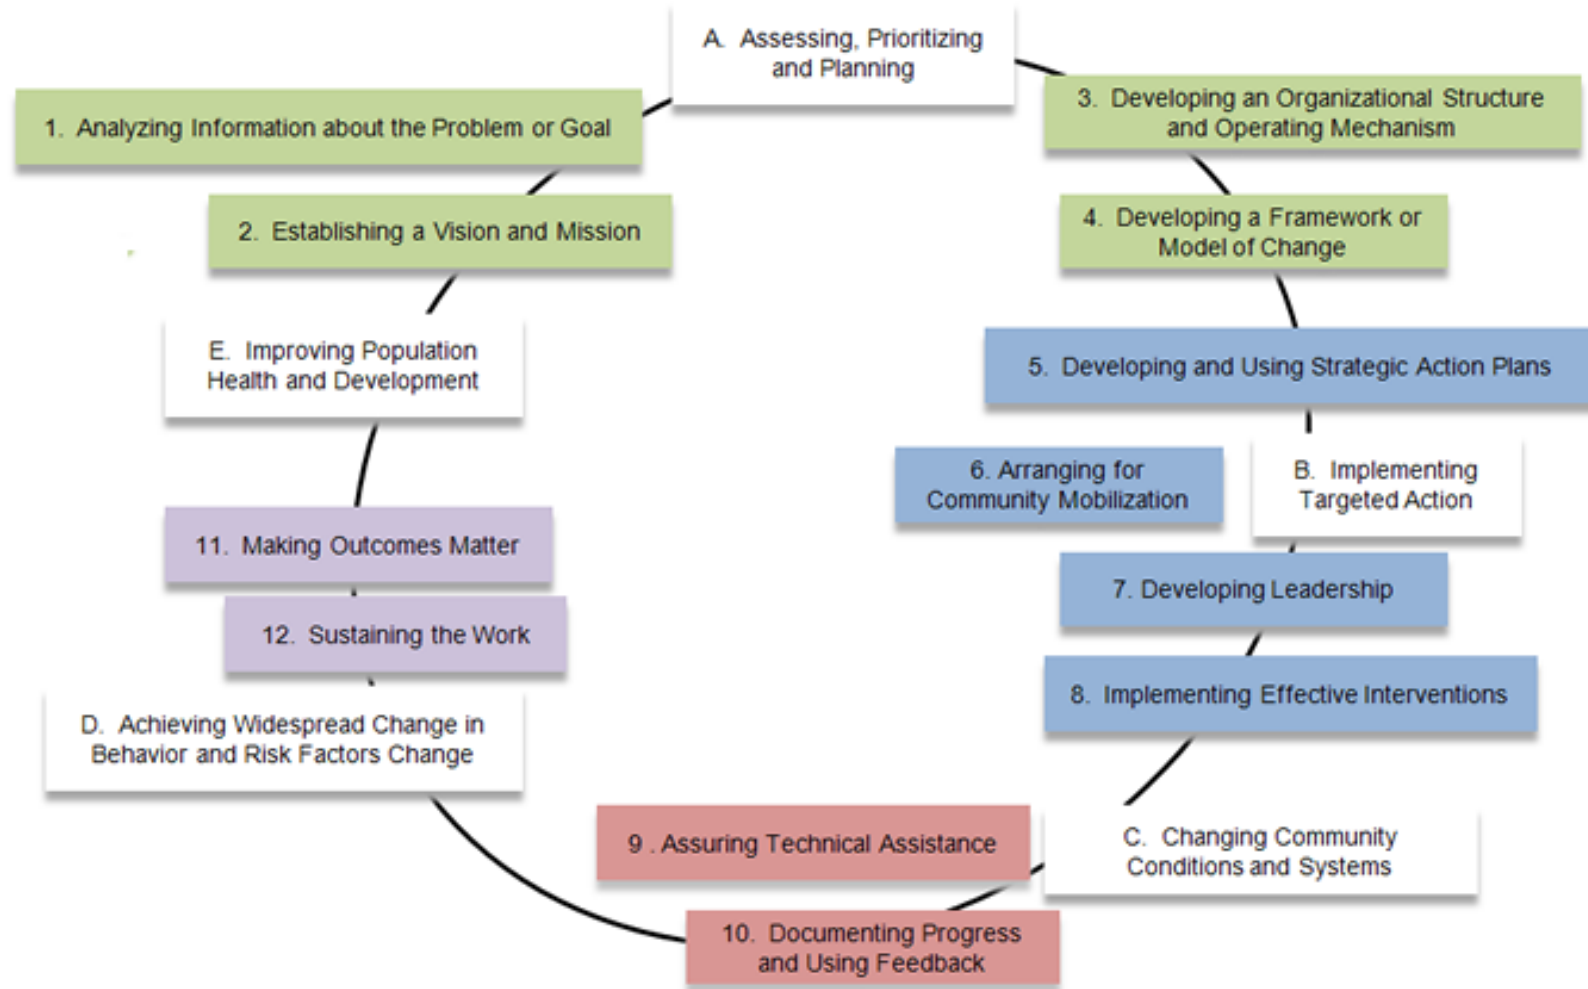 A. Assessing, Prioritizing
and Planning
1. Analyzing Information about the Problem or Goal
2. Establishing a Vision and Mission
3. Developing an Organizational Structure
and Operating Mechanism
4. Developing a Framework or
Model of Change
5. Developing and Using Strategic Action Plans
6. Arranging for
Community Mobilization
B. Implementing
Targeted Action
7. Developing Leadership
8. Implementing Effective Interventions
C. Changing Community
Conditions and Systems
9 . Assuring Technical Assistance
10. Documenting Progress
and Using Feedback
D. Achieving Widespread Change in
Behavior and Risk Factors Change
11. Making Outcomes Matter
12. Sustaining the Work
E. Improving Population
Health and Development